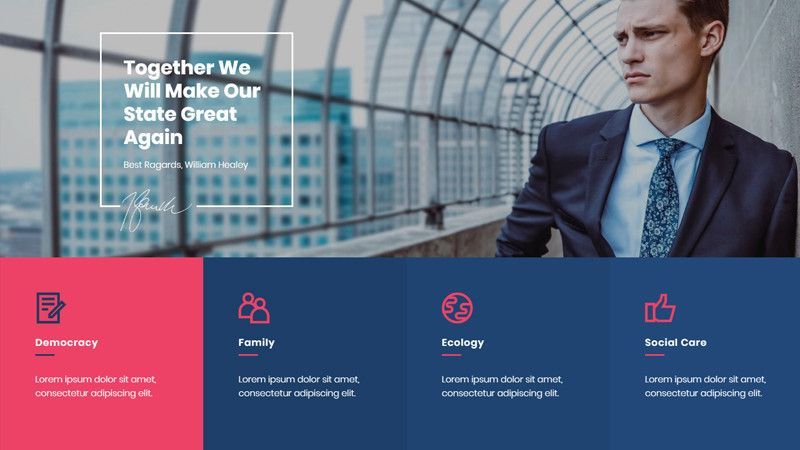 Together We
Will Make Our
State Great
Again
Best Ragards, William Healey
Democracy
Lorem ipsum dolor sit amet,
consectetur adipiscing elit.
Family
Lorem ipsum dolor sit amet,
consectetur adipiscing elit.
Ecology
Lorem ipsum dolor sit amet,
consectetur adipiscing elit.
Social Care
Lorem ipsum dolor sit amet,
consectetur adipiscing elit.